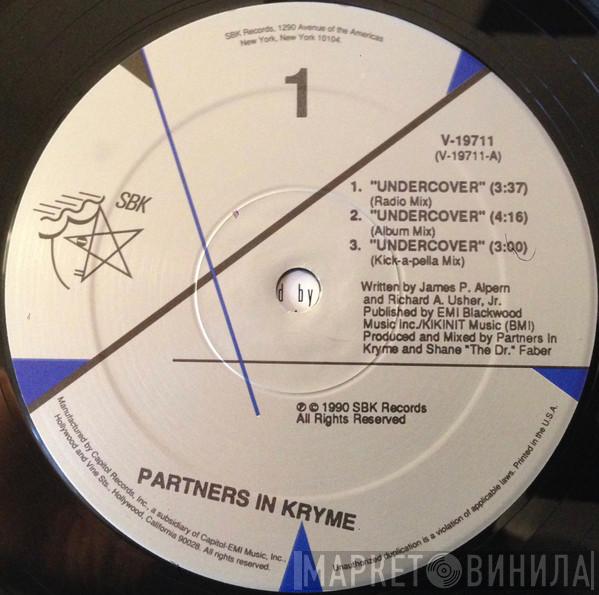 SBK Records, 1290 Avenue of the Americas
New York, New York 10104.
1
V-19711
(V-19711-A)
SBK
1. "UNDERCOVER" (3:37)
(Radio Mix)
2. "UNDERCOVER" (4:16)
(Album Mix)
3. "UNDERCOVER" (3:00)
(Kick-a-pella Mix)
d by
Written by James P. Alpern
and Richard A. Usher, Jr.
Published by EMI Blackwood
Music Inc./KIKINIT Music (BMI)
Produced and Mixed by Partners In
Kryme and Shane "The Dr." Faber
℗ © 1990 SBK Records
All Rights Reserved
PARTNERS IN KRYME
Manufactured by Capitol Records, Inc., a subsidiary of Capitol-EMI Music, Inc.,
Hollywood and Vine Sts., Hollywood, California 90028. All rights reserved.
Unauthorized duplication is a violation of applicable laws. Printed in the U.S.A.
МАРКЕТ ВИНИЛА